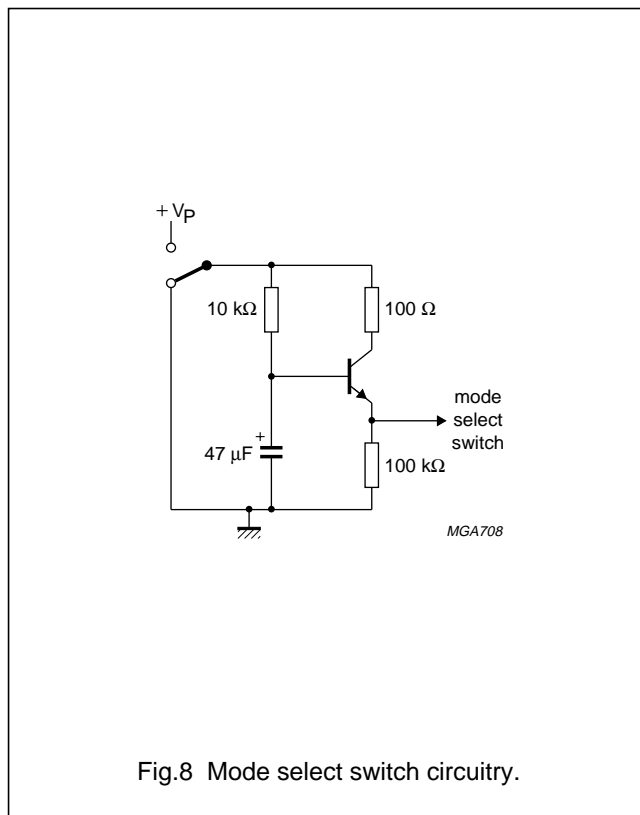 + VP
10 kΩ
100 Ω
mode
select
switch
47 μF
+
100 kΩ
MGA708
Fig.8 Mode select switch circuitry.